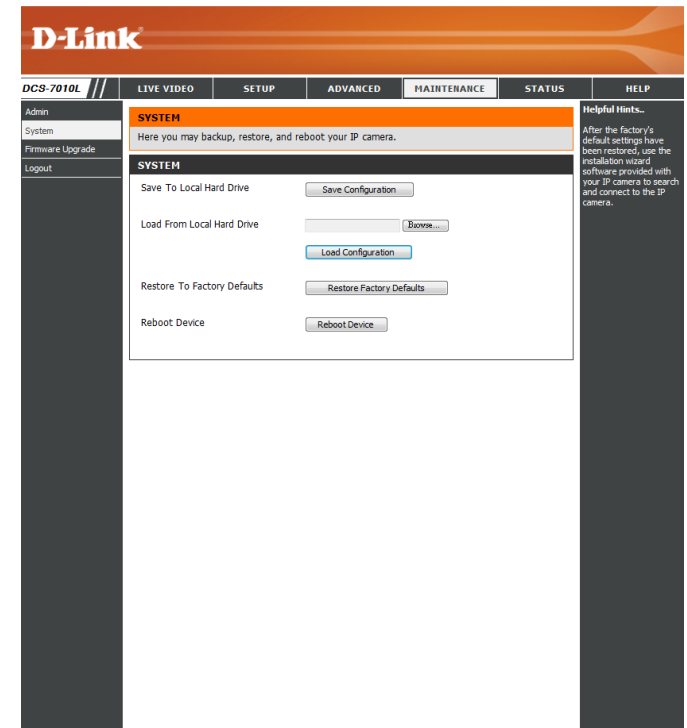 D-Link
DCS-7010L
LIVE VIDEO
SETUP
ADVANCED
MAINTENANCE
STATUS
HELP
Admin
System
Firmware Upgrade
Logout
SYSTEM
Here you may backup, restore, and reboot your IP camera.
SYSTEM
Save To Local Hard Drive
Save Configuration
Load From Local Hard Drive
Browse...
Load Configuration
Restore To Factory Defaults
Restore Factory Defaults
Reboot Device
Reboot Device
Helpful Hints..
After the factory's
default settings have
been restored, use the
installation wizard
software provided with
your IP camera to search
and connect to the IP
camera.